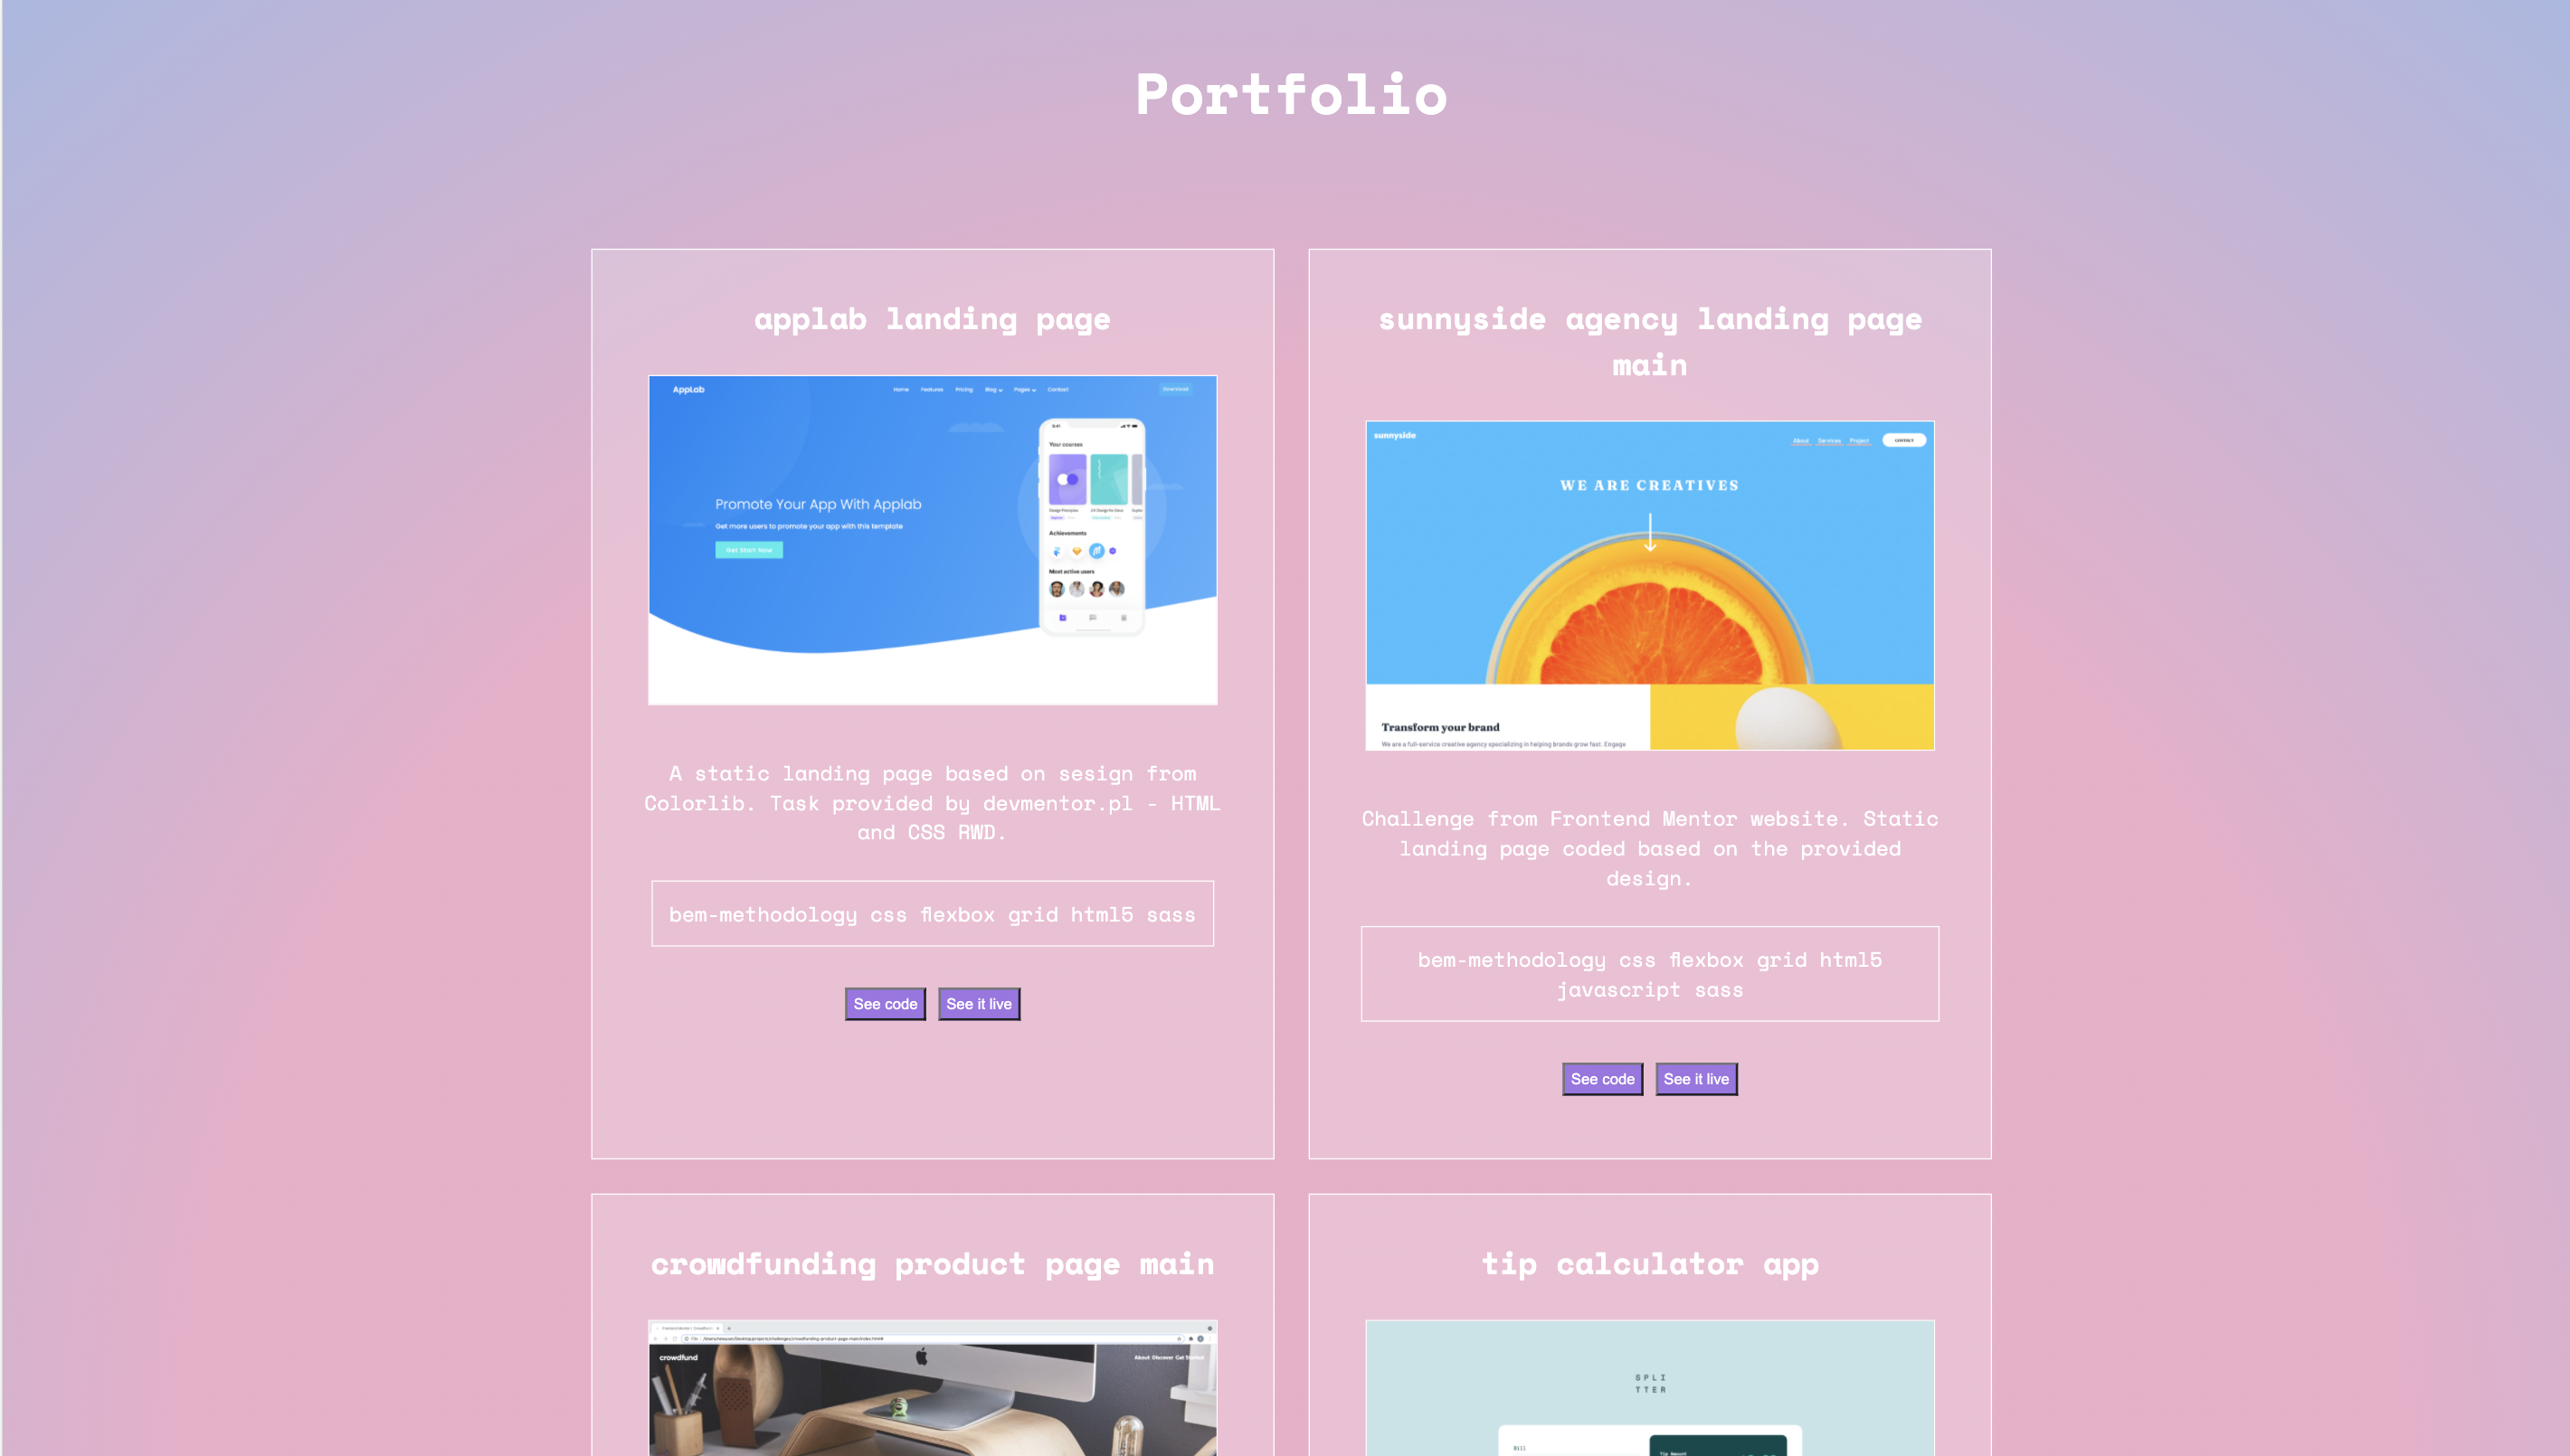 Portfolio
applab landing page
AppLab
Home Features Pricing Blog Pages Contact
Download
9:41
Your courses
Design Principles
Achievements
Most active users
Promote Your App With Applab
Get more users to promote your app with this template
Get Start Now
A static landing page based on sesign from
Colorlib. Task provided by devmentor.pl - HTML
and CSS RWD.
bem-methodology css flexbox grid html5 sass
See code See it live
sunnyside agency landing page
main
sunnyside
About Services Project CONTACT
WE ARE CREATIVES
Transform your brand
We are a full-service creative agency specializing in helping brands grow fast. Engage
Challenge from Frontend Mentor website. Static
landing page coded based on the provided
design.
bem-methodology css flexbox grid html5
javascript sass
See code See it live
crowdfunding product page main
crowdfund
About Discover Get Started
tip calculator app
SPLI
TTER
Bill
Tip Amount